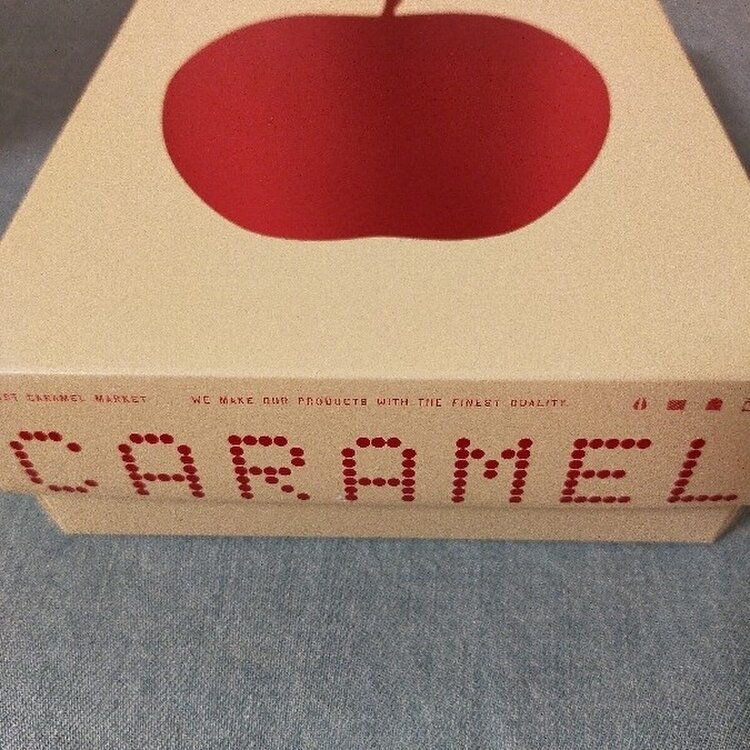 CARAMEL MARKET WE MAKE OUR PRODUCTS WITH THE FINEST QUALITY.
CARAMEL